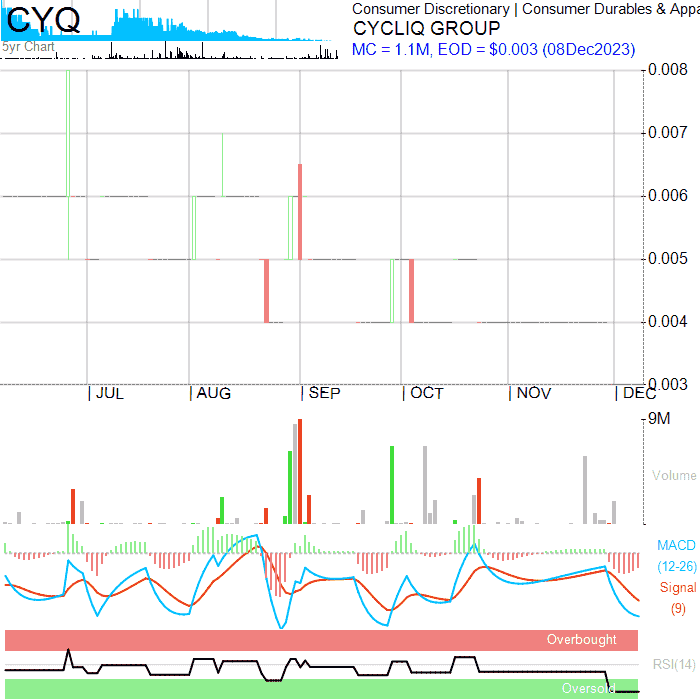 CYQ
5yr Chart
Consumer Discretionary | Consumer Durables & Appa
CYCLIQ GROUP
MC = 1.1M, EOD = $0.003 (08Dec2023)
0.008
0.007
0.006
0.005
0.004
0.003
JUL
AUG
SEP
OCT
NOV
DEC
9M
Volume
MACD
(12-26)
Signal
(9)
Overbought
RSI(14)
Oversold